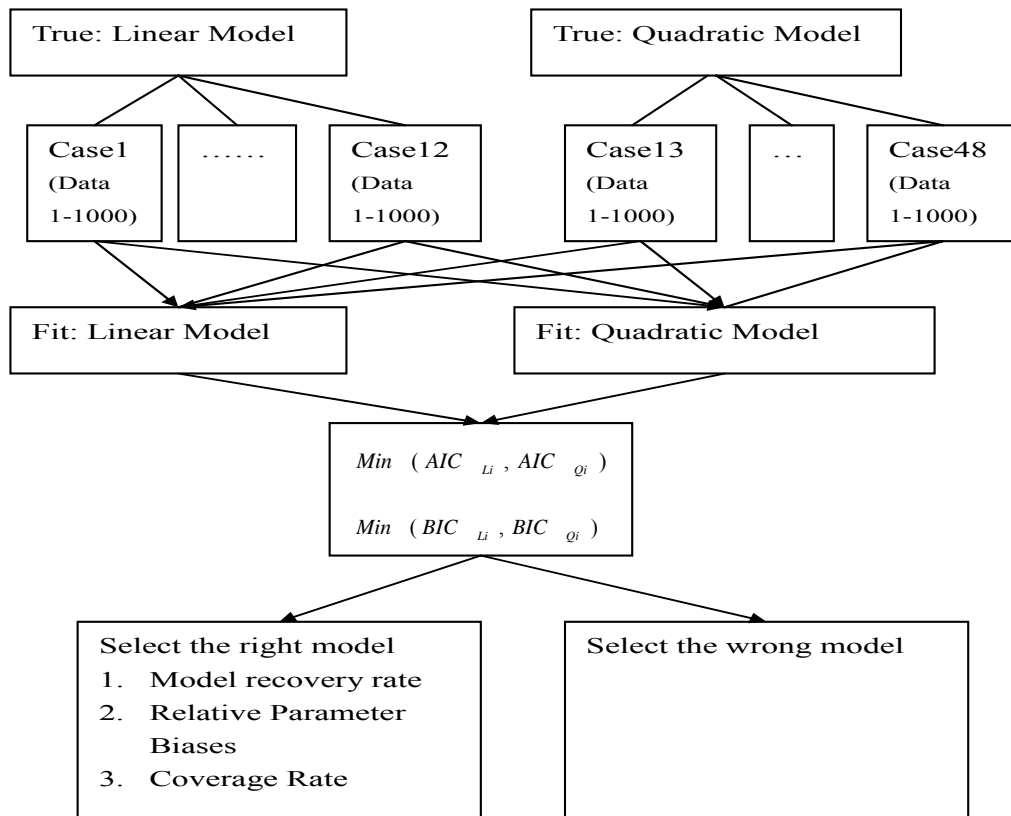 True: Linear Model
True: Quadratic Model
Case1
(Data
1-1000)
……
Case12
(Data
1-1000)
Case13
(Data
1-1000)
…
Case48
(Data
1-1000)
Fit: Linear Model
Fit: Quadratic Model
Min ( AIC Li , AIC Qi )
Min ( BIC Li , BIC Qi )
Select the right model
1. Model recovery rate
2. Relative Parameter
Biases
3. Coverage Rate
Select the wrong model